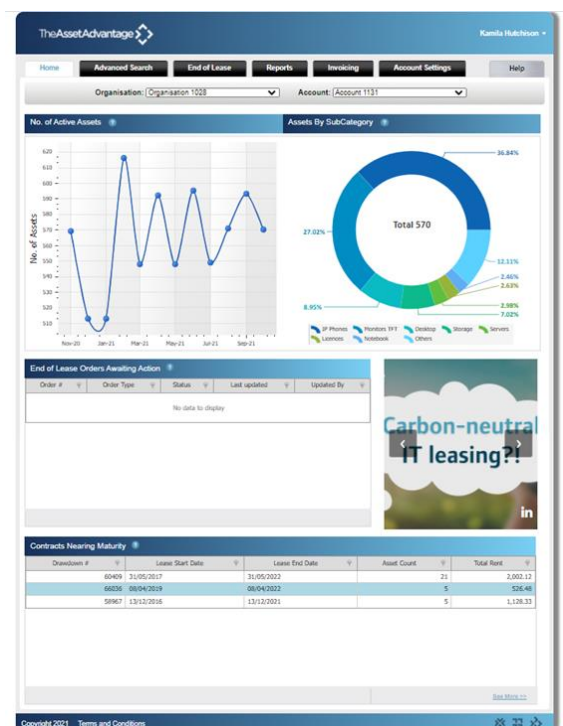 TheAssetAdvantage
Kamila Hutchison
Home Advanced Search End of Lease Reports Invoicing Account Settings Help
Organisation: Organisation 1028 Account: Account 1131
No. of Active Assets ?
Assets By SubCategory ?
No. of Assets
620
610
600
590
580
570
560
550
540
530
520
510
Nov-20 Jan-21 Mar-21 May-21 Jul-21 Sep-21
36.84%
27.02%
Total 570
12.11%
2.46%
2.63%
8.95%
2.98%
7.02%
IP Phones Monitors TFT Desktop Storage Servers
Licences Notebook Others
End of Lease Orders Awaiting Action ?
Order # Order Type Status Last updated Updated By
No data to display
Carbon-neutral
IT leasing?!
in
Contracts Nearing Maturity ?
Drawdown # Lease Start Date Lease End Date Asset Count Total Rent
60409 31/05/2017 31/05/2022 21 2,002.12
66036 08/04/2019 08/04/2022 5 526.48
58967 13/12/2016 13/12/2021 5 1,128.33
See More >>
Copyright 2021 Terms and Conditions